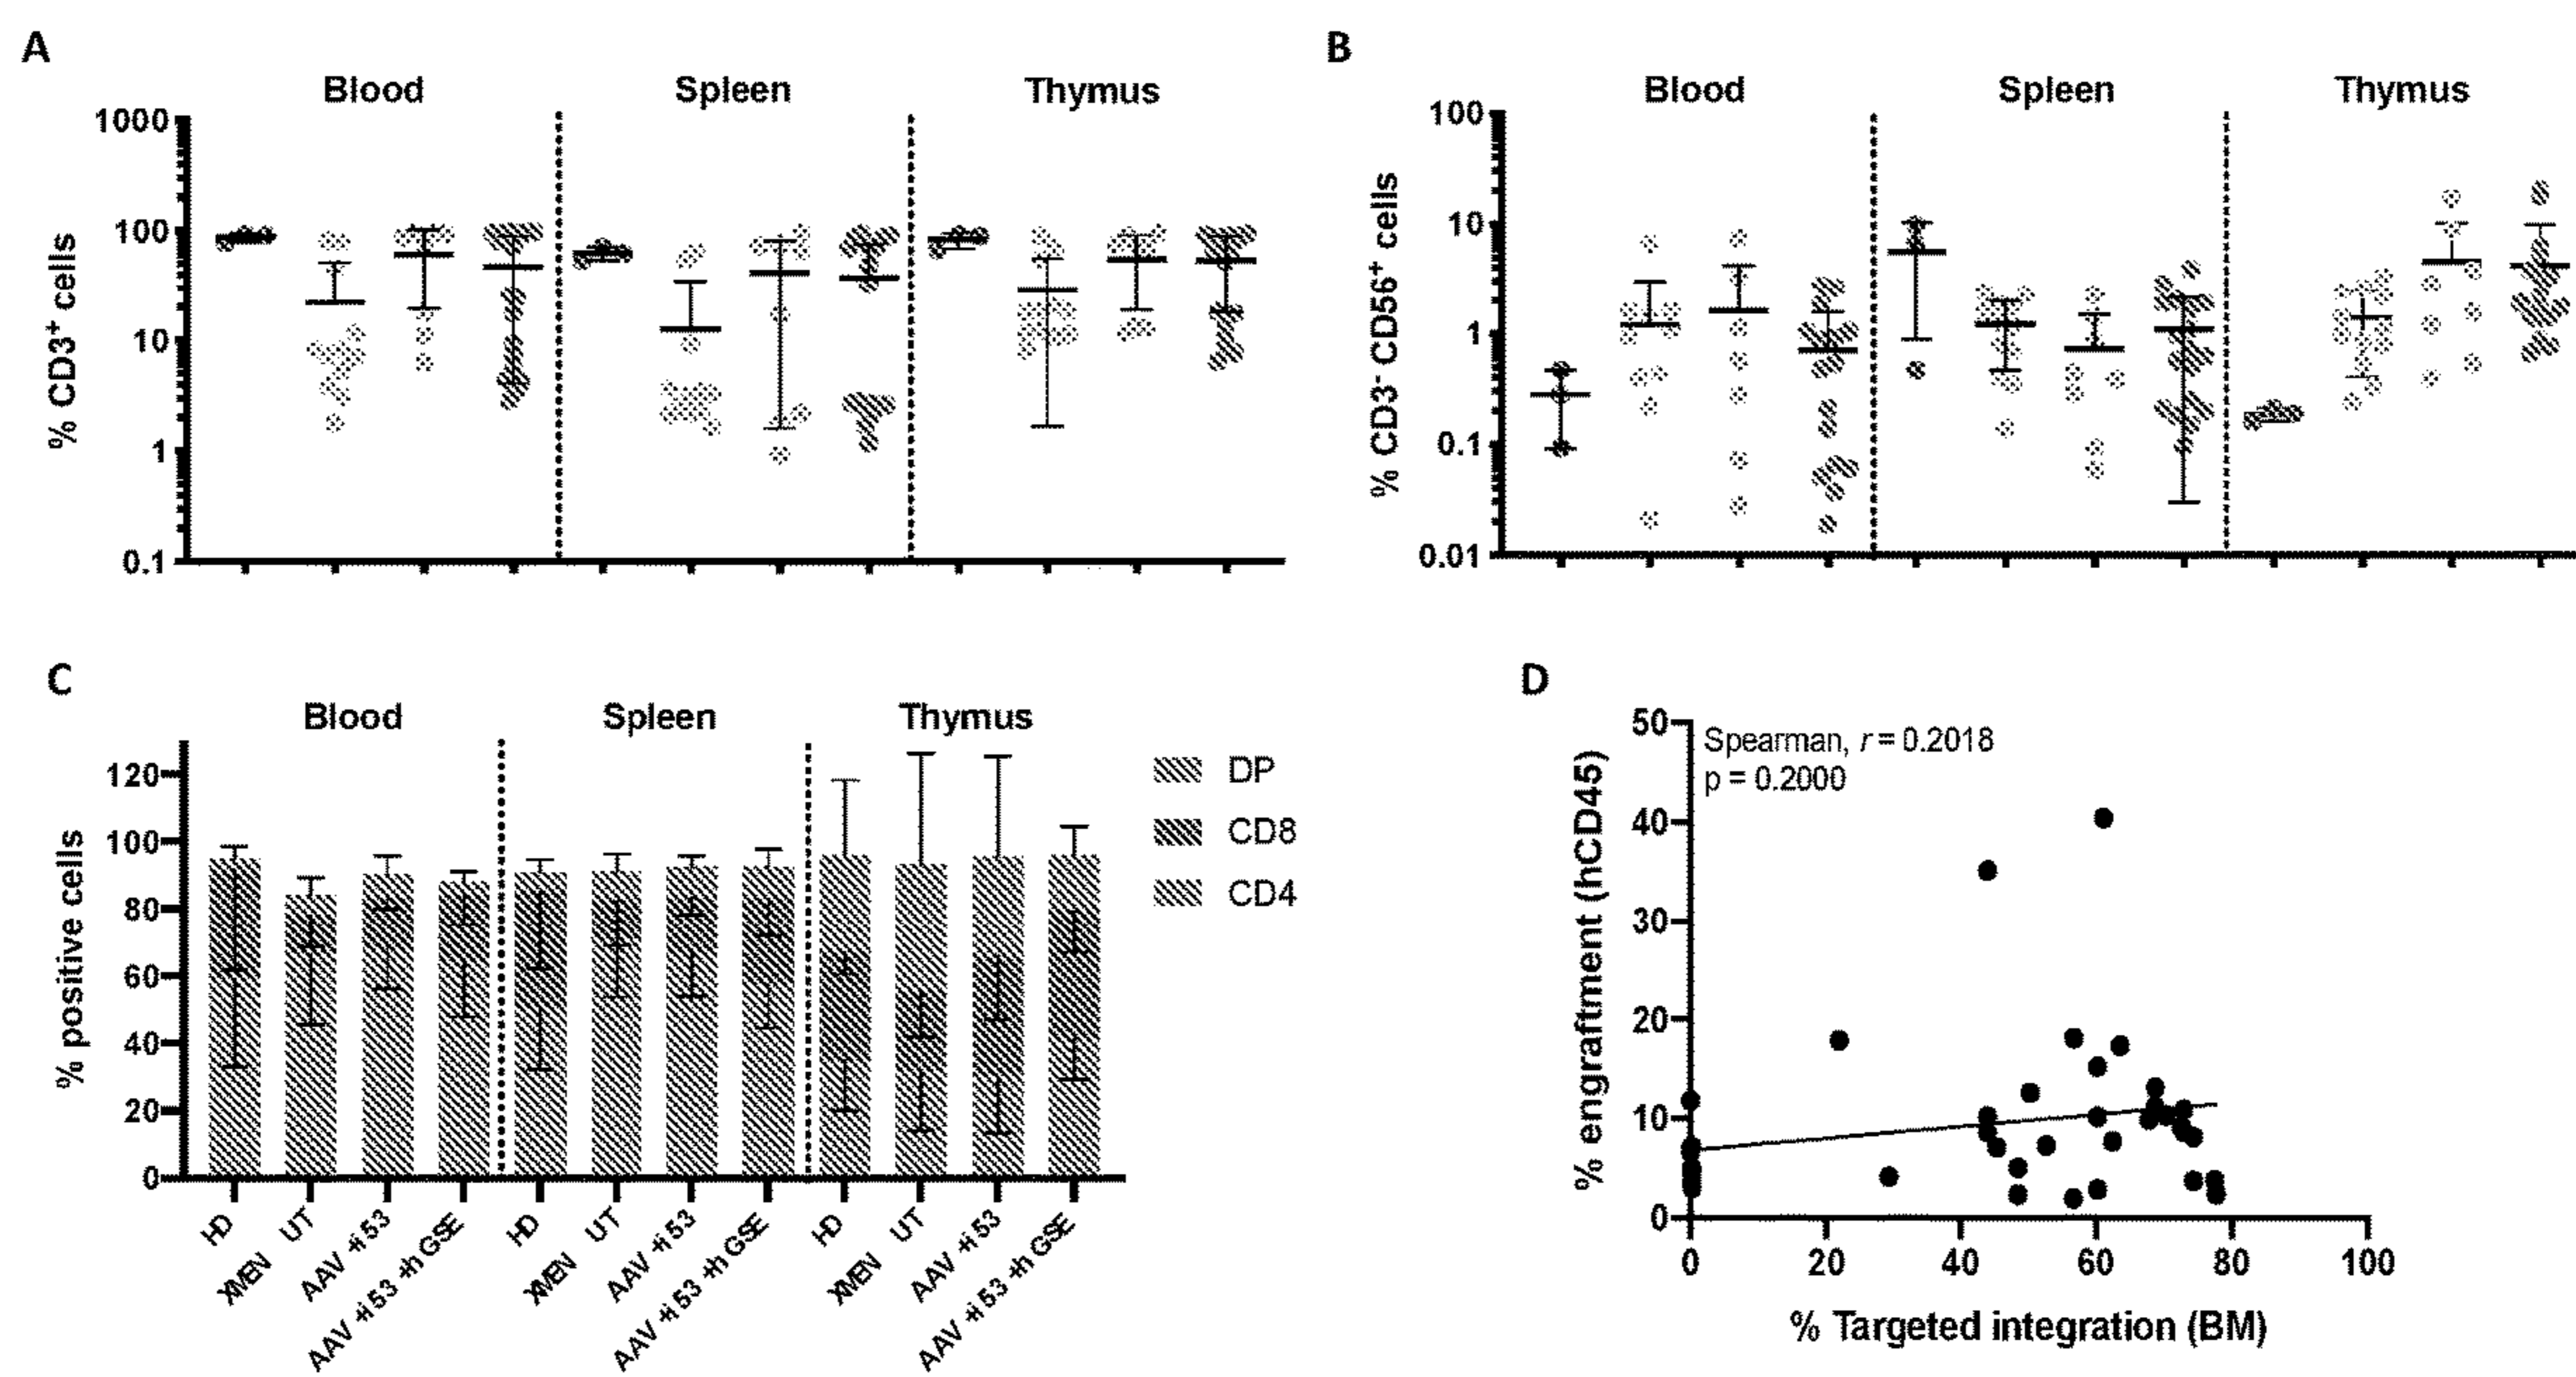 A
Blood
Spleen
Thymus
% CD3+ cells
1000
100
10
1
0.1
B
Blood
Spleen
Thymus
% CD3- CD56+ cells
100
10
1
0.1
0.01
C
Blood
Spleen
Thymus
% positive cells
120
100
80
60
40
20
0
HD
XMEN UT
AAV +i53
AAV +i53 +h GSE
HD
XMEN UT
AAV +i53
AAV +i53 +h GSE
HD
XMEN UT
AAV +i53
AAV +i53 +h GSE
DP
CD8
CD4
D
Spearman, r = 0.2018
p = 0.2000
% engraftment (hCD45)
50
40
30
20
10
0
0 20 40 60 80 100
% Targeted integration (BM)